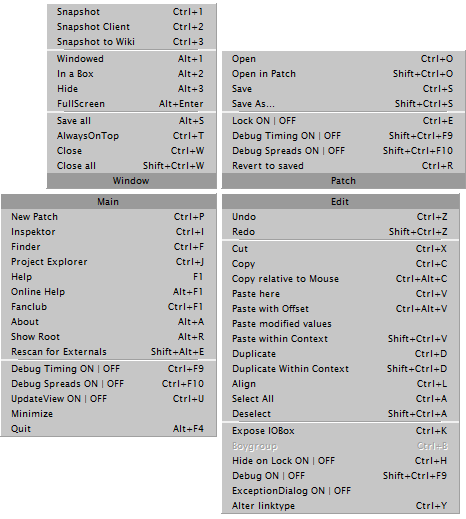 Snapshot Ctrl+1
Snapshot Client Ctrl+2
Snapshot to Wiki Ctrl+3
Windowed Alt+1
In a Box Alt+2
Hide Alt+3
FullScreen Alt+Enter
Save all Alt+S
AlwaysOnTop Ctrl+T
Close Ctrl+W
Close all Shift+Ctrl+W
Window
Open Ctrl+O
Open in Patch Shift+Ctrl+O
Save Ctrl+S
Save As... Shift+Ctrl+S
Lock ON | OFF Ctrl+E
Debug Timing ON | OFF Shift+Ctrl+F9
Debug Spreads ON | OFF Shift+Ctrl+F10
Revert to saved Ctrl+R
Patch
Main
New Patch Ctrl+P
Inspektor Ctrl+I
Finder Ctrl+F
Project Explorer Ctrl+J
Help F1
Online Help Alt+F1
Fanclub Ctrl+F1
About Alt+A
Show Root Alt+R
Rescan for Externals Shift+Alt+E
Debug Timing ON | OFF Ctrl+F9
Debug Spreads ON | OFF Ctrl+F10
UpdateView ON | OFF Ctrl+U
Minimize
Quit Alt+F4
Edit
Undo Ctrl+Z
Redo Shift+Ctrl+Z
Cut Ctrl+X
Copy Ctrl+C
Copy relative to Mouse Ctrl+Alt+C
Paste here Ctrl+V
Paste with Offset Ctrl+Alt+V
Paste modified values
Paste within Context Shift+Ctrl+V
Duplicate Ctrl+D
Duplicate Within Context Shift+Ctrl+D
Align Ctrl+L
Select All Ctrl+A
Deselect Shift+Ctrl+A
Expose IOBox Ctrl+K
Boygroup Ctrl+B
Hide on Lock ON | OFF Ctrl+H
Debug ON | OFF Shift+Ctrl+F9
ExceptionDialog ON | OFF
Alter linktype Ctrl+Y